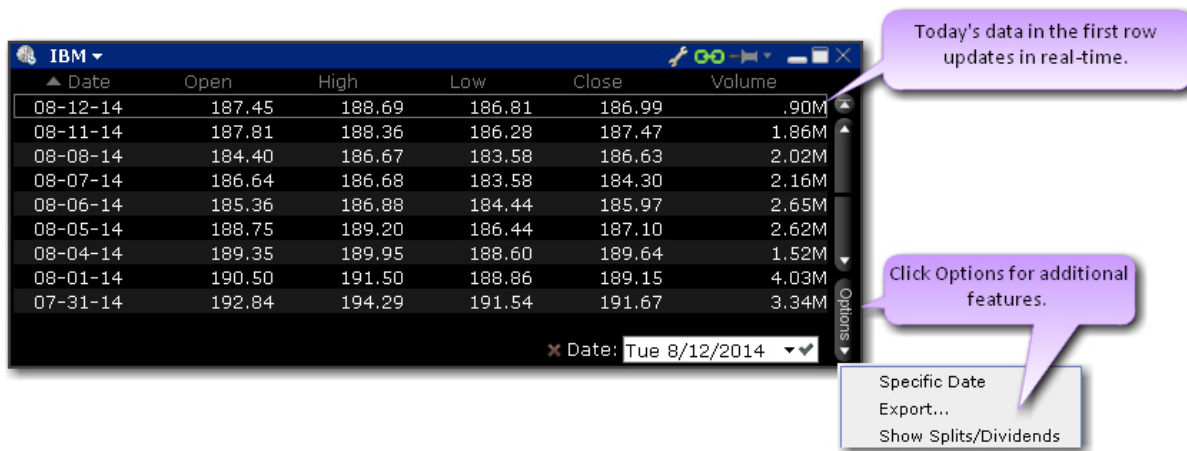 Today's data in the first row
updates in real-time.
IBM
Date Open High Low Close Volume
08-12-14 187.45 188.69 186.81 186.99 .90M
08-11-14 187.81 188.36 186.28 187.47 1.86M
08-08-14 184.40 186.67 183.58 186.63 2.02M
08-07-14 186.64 186.68 183.58 184.30 2.16M
08-06-14 185.36 186.88 184.44 185.97 2.65M
08-05-14 188.75 189.20 186.44 187.10 2.62M
08-04-14 189.35 189.95 188.60 189.64 1.52M
08-01-14 190.50 191.50 188.86 189.15 4.03M
07-31-14 192.84 194.29 191.54 191.67 3.34M
Click Options for additional
features.
Options
Date: Tue 8/12/2014
Specific Date
Export...
Show Splits/Dividends